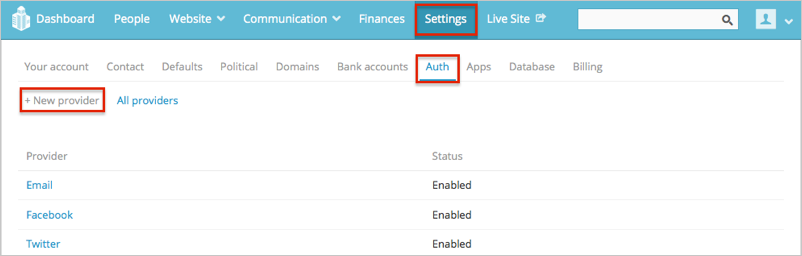 Dashboard People Website Communication Finances Settings Live Site
Your account Contact Defaults Political Domains Bank accounts Auth Apps Database Billing
+ New provider All providers
Provider Status
Email Enabled
Facebook Enabled
Twitter Enabled